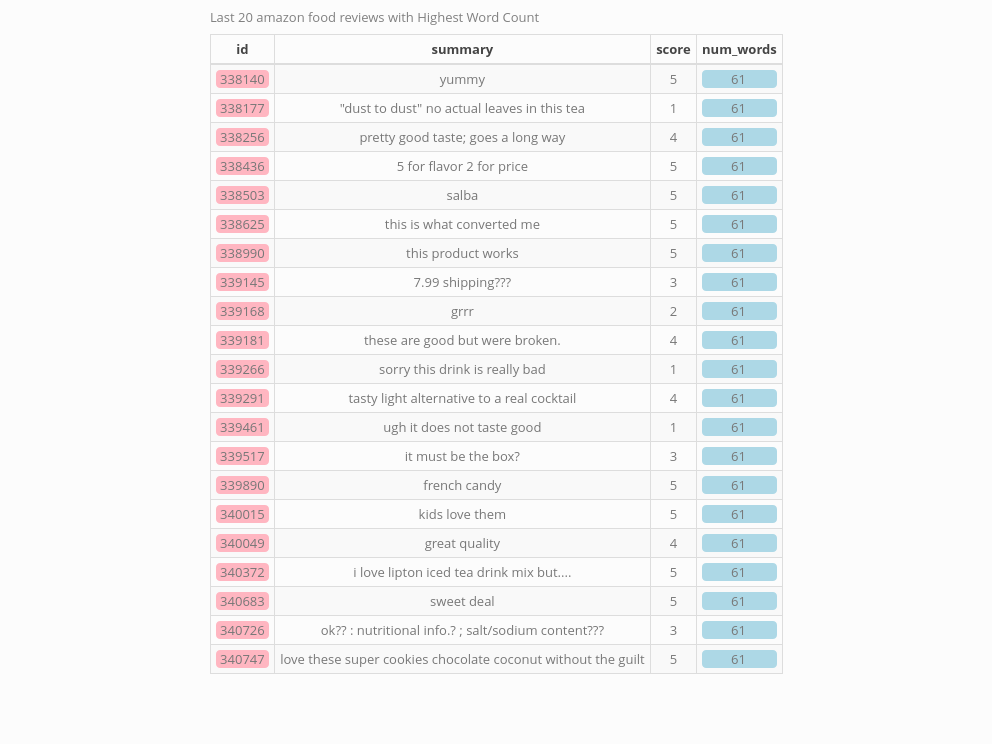 Last 20 amazon food reviews with Highest Word Count
id summary score num_words
338140 yummy 5 61
338177 "dust to dust" no actual leaves in this tea 1 61
338256 pretty good taste; goes a long way 4 61
338436 5 for flavor 2 for price 5 61
338503 salba 5 61
338625 this is what converted me 5 61
338990 this product works 5 61
339145 7.99 shipping??? 3 61
339168 grrr 2 61
339181 these are good but were broken. 4 61
339266 sorry this drink is really bad 1 61
339291 tasty light alternative to a real cocktail 4 61
339461 ugh it does not taste good 1 61
339517 it must be the box? 3 61
339890 french candy 5 61
340015 kids love them 5 61
340049 great quality 4 61
340372 i love lipton iced tea drink mix but.... 5 61
340683 sweet deal 5 61
340726 ok?? : nutritional info.? ; salt/sodium content??? 3 61
340747 love these super cookies chocolate coconut without the guilt 5 61